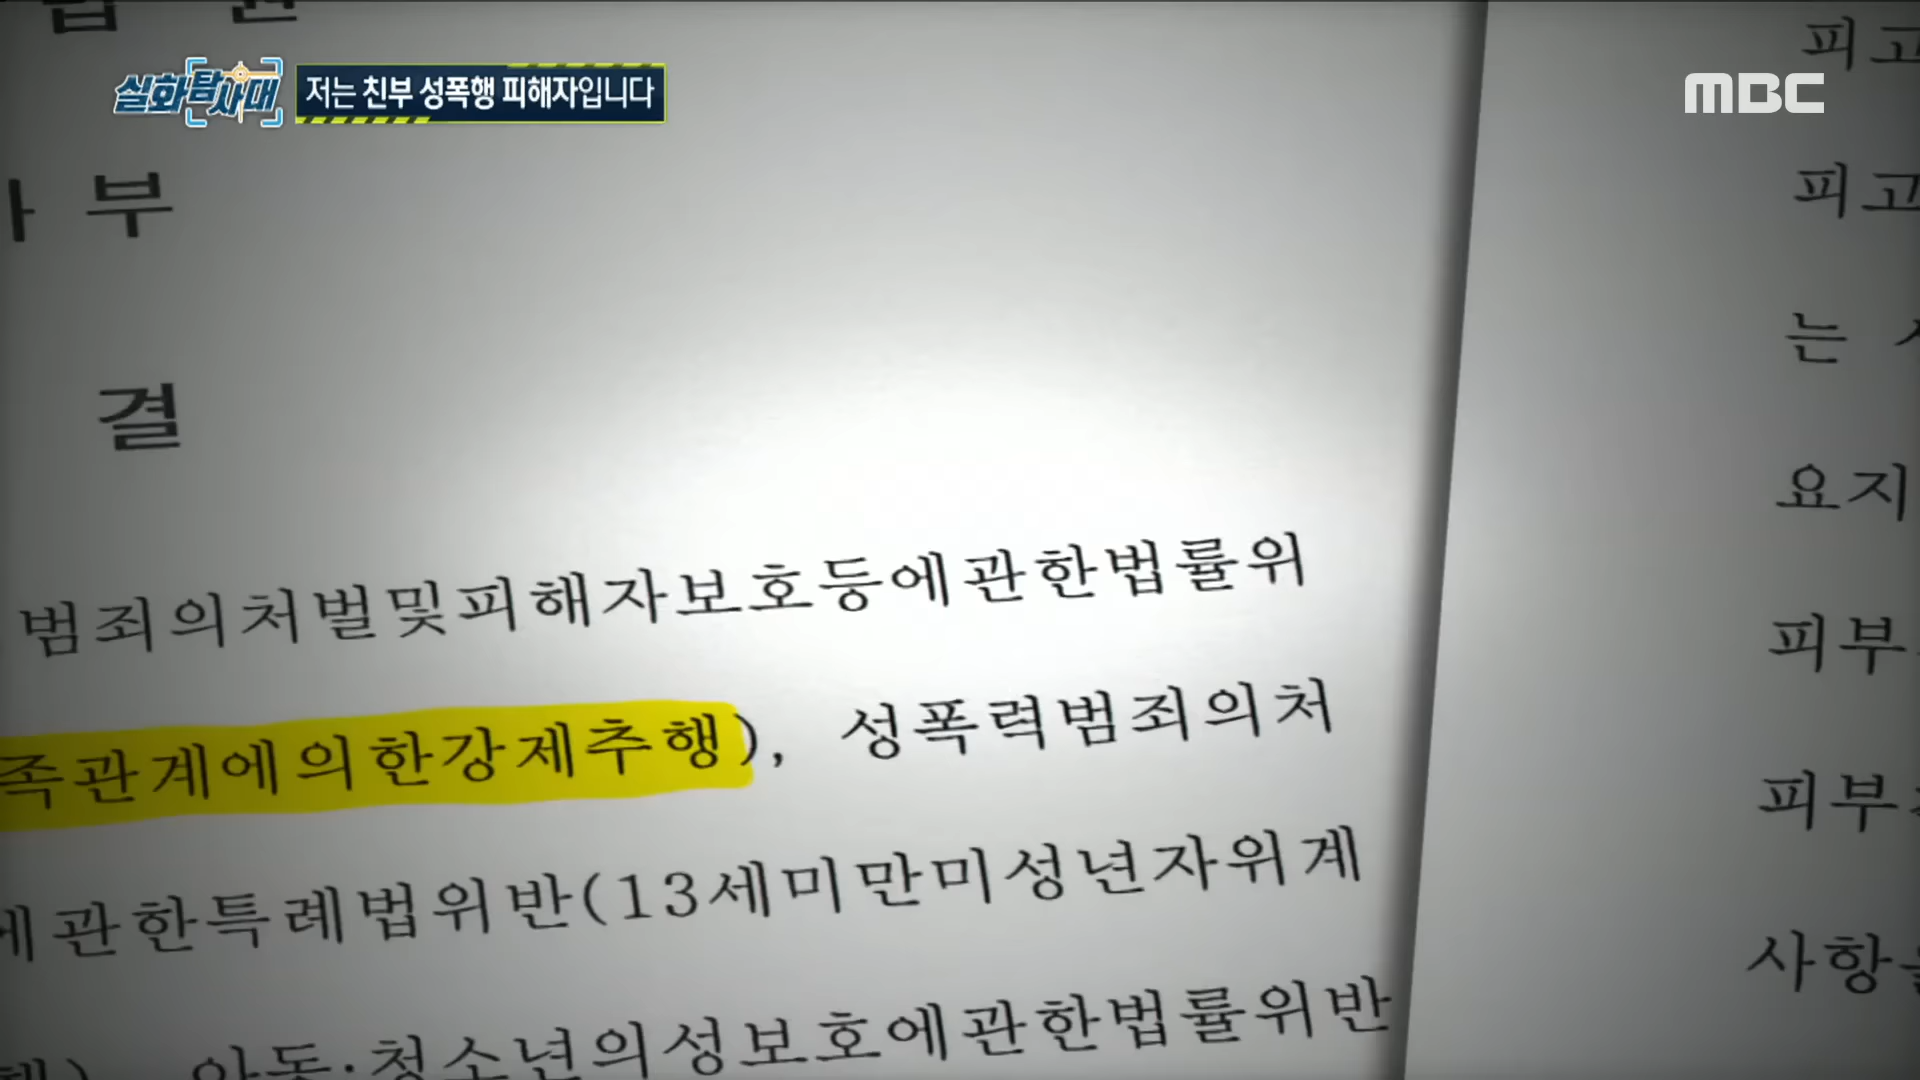 실화탐사대
저는 친부 성폭행 피해자입니다
MBC
부
결
범죄의처벌및피해자보호등에관한법률위
족관계에의한강제추행), 성폭력범죄의처
에관한특례법위반(13세미만미성년자위계
아동·청소년의성보호에관한법률위반
피고
피고
는
요지
피부
피부
사항을